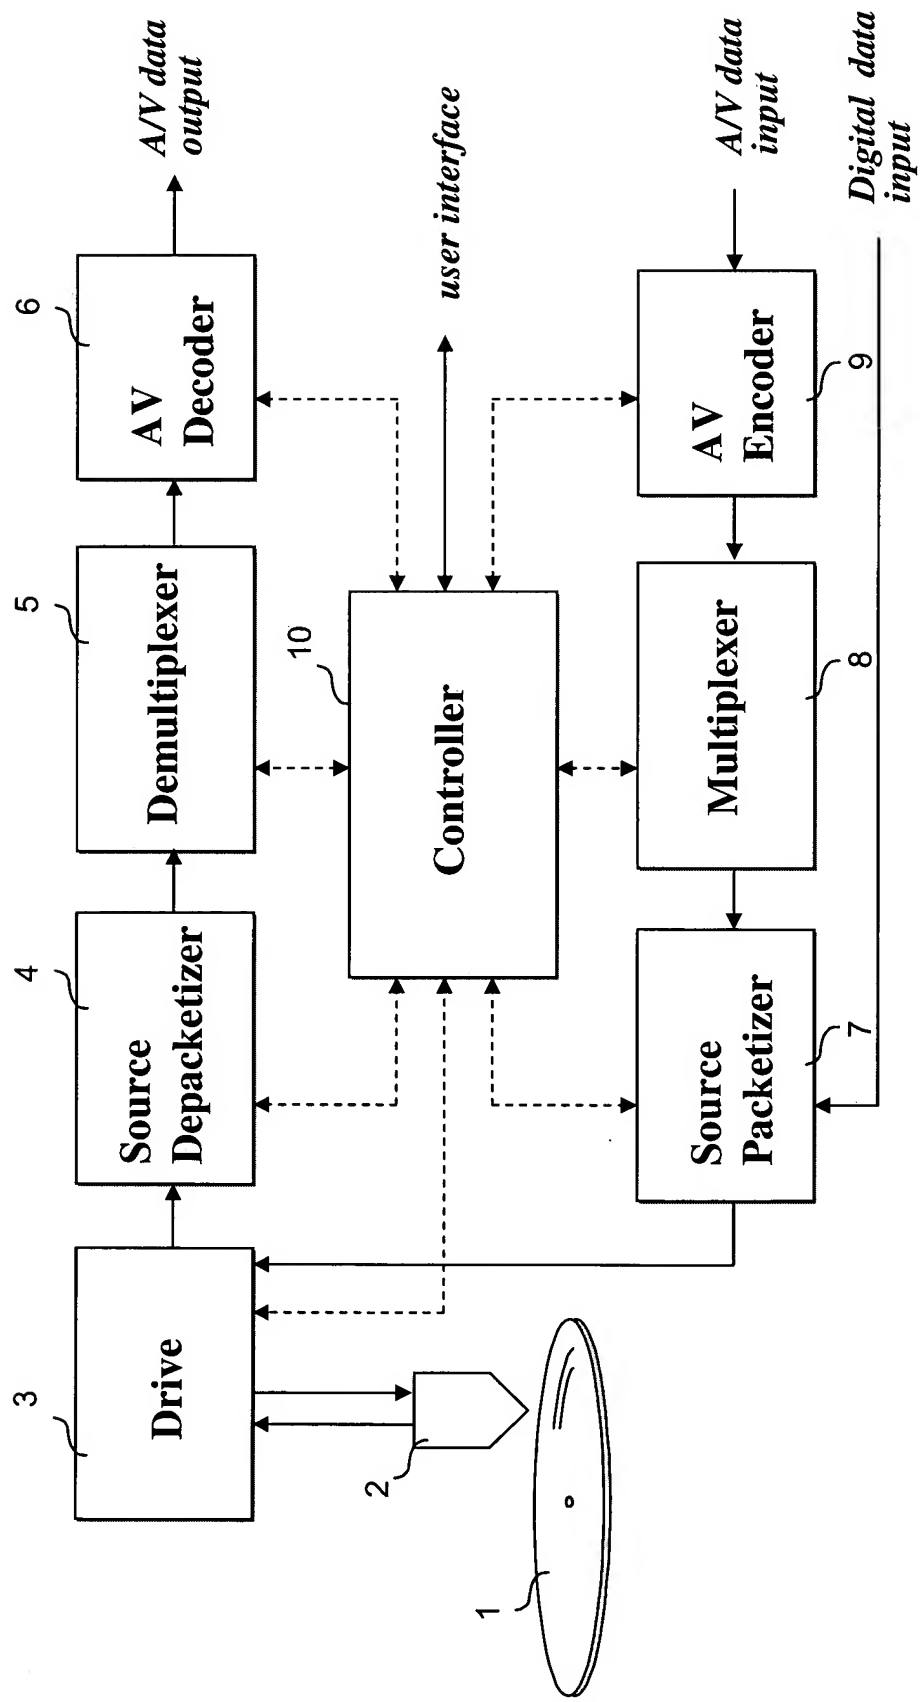 3
Drive
4
Source
Depacketizer
5
Demultiplexer
6
AV
Decoder
A/V data
output
2
1
10
Controller
user interface
Source
Packetizer
7
Multiplexer
8
AV
Encoder
9
A/V data
input
Digital data
input